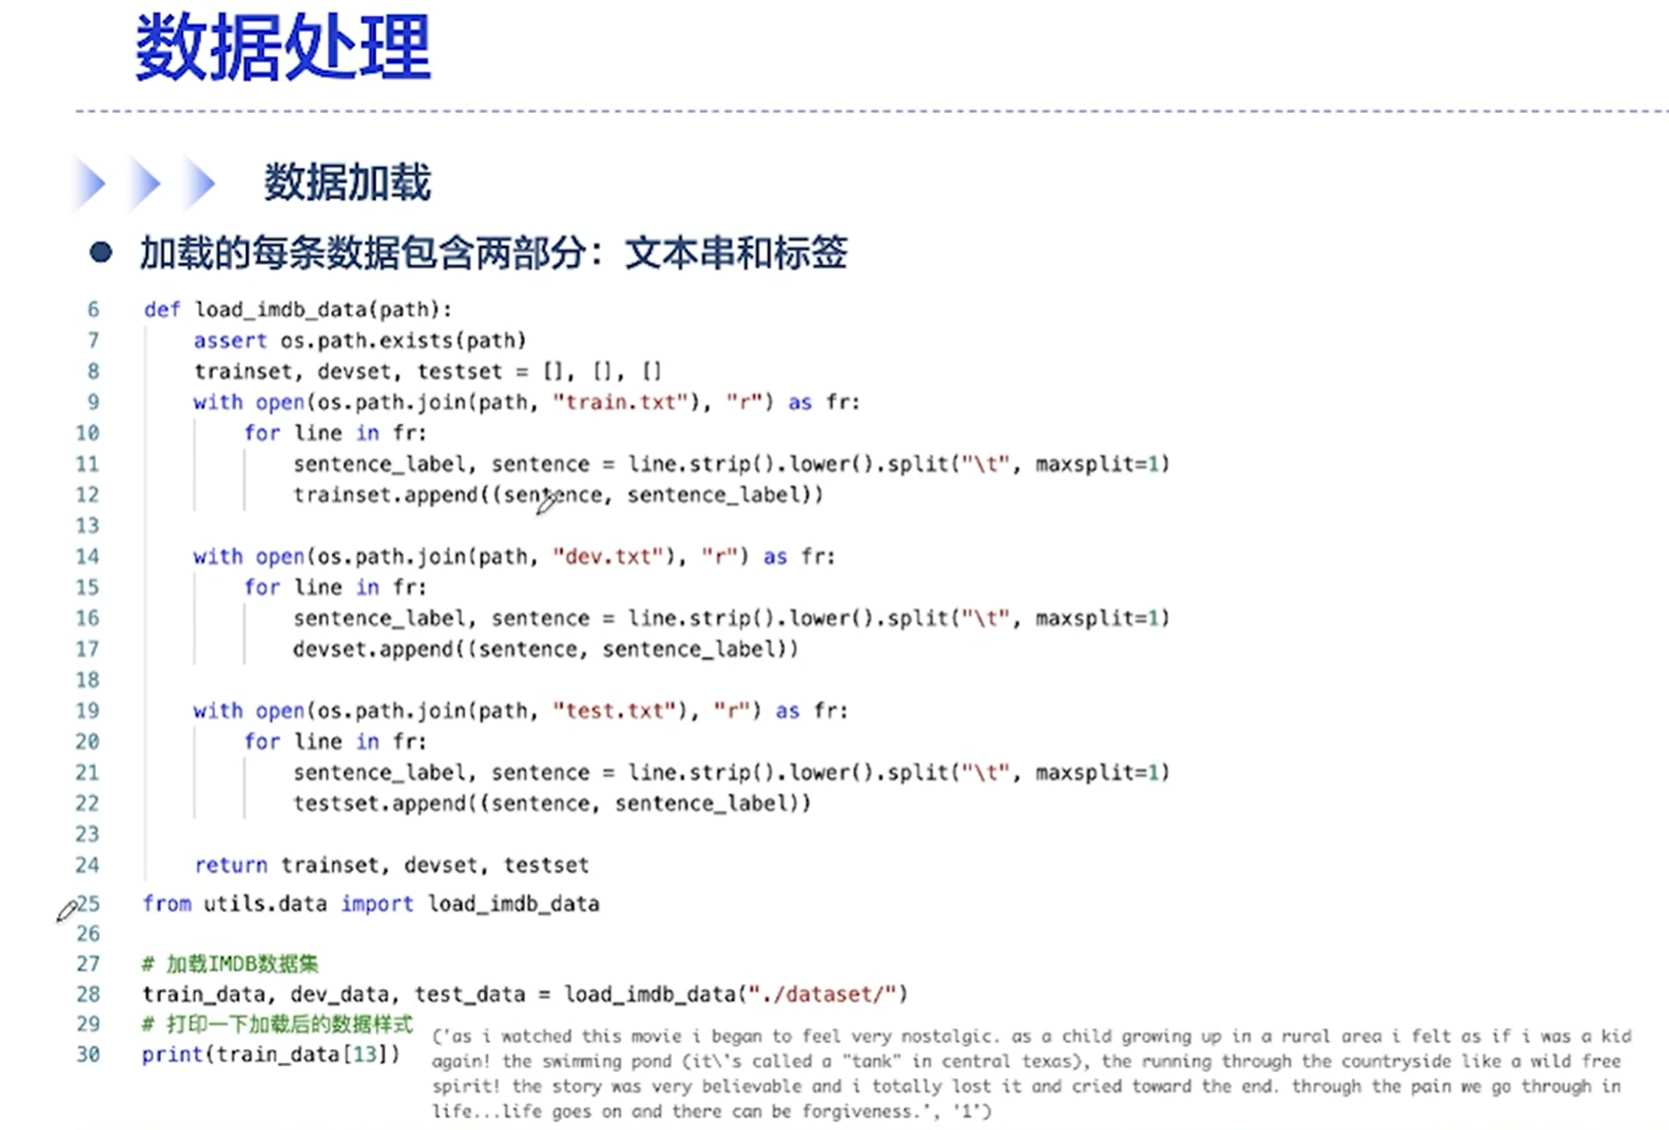 数据处理
数据加载
加载的每条数据包含两部分：文本串和标签
6 def load_imdb_data(path):
7 assert os.path.exists(path)
8 trainset, devset, testset = [], [], []
9 with open(os.path.join(path, "train.txt"), "r") as fr:
10 for line in fr:
11 sentence_label, sentence = line.strip().lower().split("\t", maxsplit=1)
12 trainset.append((sentence, sentence_label))
13
14 with open(os.path.join(path, "dev.txt"), "r") as fr:
15 for line in fr:
16 sentence_label, sentence = line.strip().lower().split("\t", maxsplit=1)
17 devset.append((sentence, sentence_label))
18
19 with open(os.path.join(path, "test.txt"), "r") as fr:
20 for line in fr:
21 sentence_label, sentence = line.strip().lower().split("\t", maxsplit=1)
22 testset.append((sentence, sentence_label))
23
24 return trainset, devset, testset
25 from utils.data import load_imdb_data
26
27 # 加载IMDB数据集
28 train_data, dev_data, test_data = load_imdb_data("./dataset/")
29 # 打印一下加载后的数据样式
30 print(train_data[13])
('as i watched this movie i began to feel very nostalgic. as a child growing up in a rural area i felt as if i was a kid
again! the swimming pond (it\'s called a "tank" in central texas), the running through the countryside like a wild free
spirit! the story was very believable and i totally lost it and cried toward the end. through the pain we go through in
life...life goes on and there can be forgiveness.', '1')